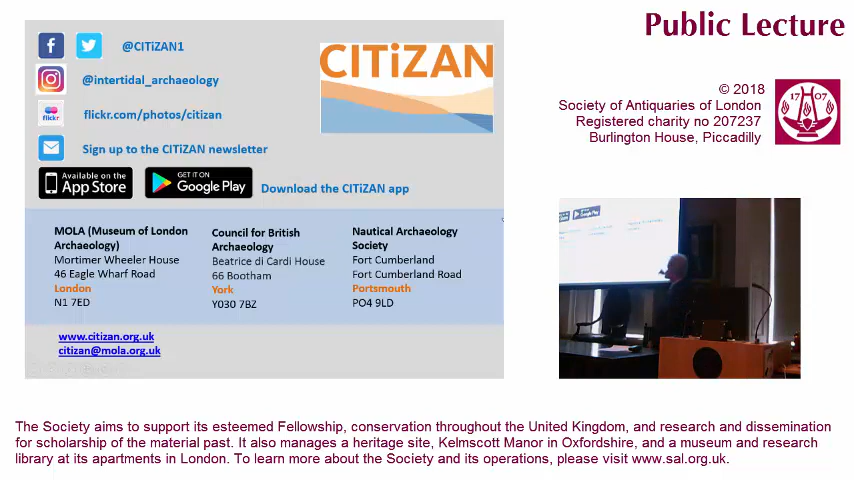 Public Lecture
@CITiZAN1
@intertidal_archaeology
flickr
flickr.com/photos/citizan
Sign up to the CITiZAN newsletter
Available on the
App Store
GET IT ON
Google Play
Download the CITiZAN app
CITiZAN
MOLA (Museum of London
Archaeology)
Mortimer Wheeler House
46 Eagle Wharf Road
London
N1 7ED
Council for British
Archaeology
Beatrice di Cardi House
66 Bootham
York
Y030 7BZ
Nautical Archaeology
Society
Fort Cumberland
Fort Cumberland Road
Portsmouth
PO4 9LD
www.citizan.org.uk
citizan@mola.org.uk
© 2018
Society of Antiquaries of London
Registered charity no 207237
Burlington House, Piccadilly
1707
The Society aims to support its esteemed Fellowship, conservation throughout the United Kingdom, and research and dissemination
for scholarship of the material past. It also manages a heritage site, Kelmscott Manor in Oxfordshire, and a museum and research
library at its apartments in London. To learn more about the Society and its operations, please visit www.sal.org.uk.